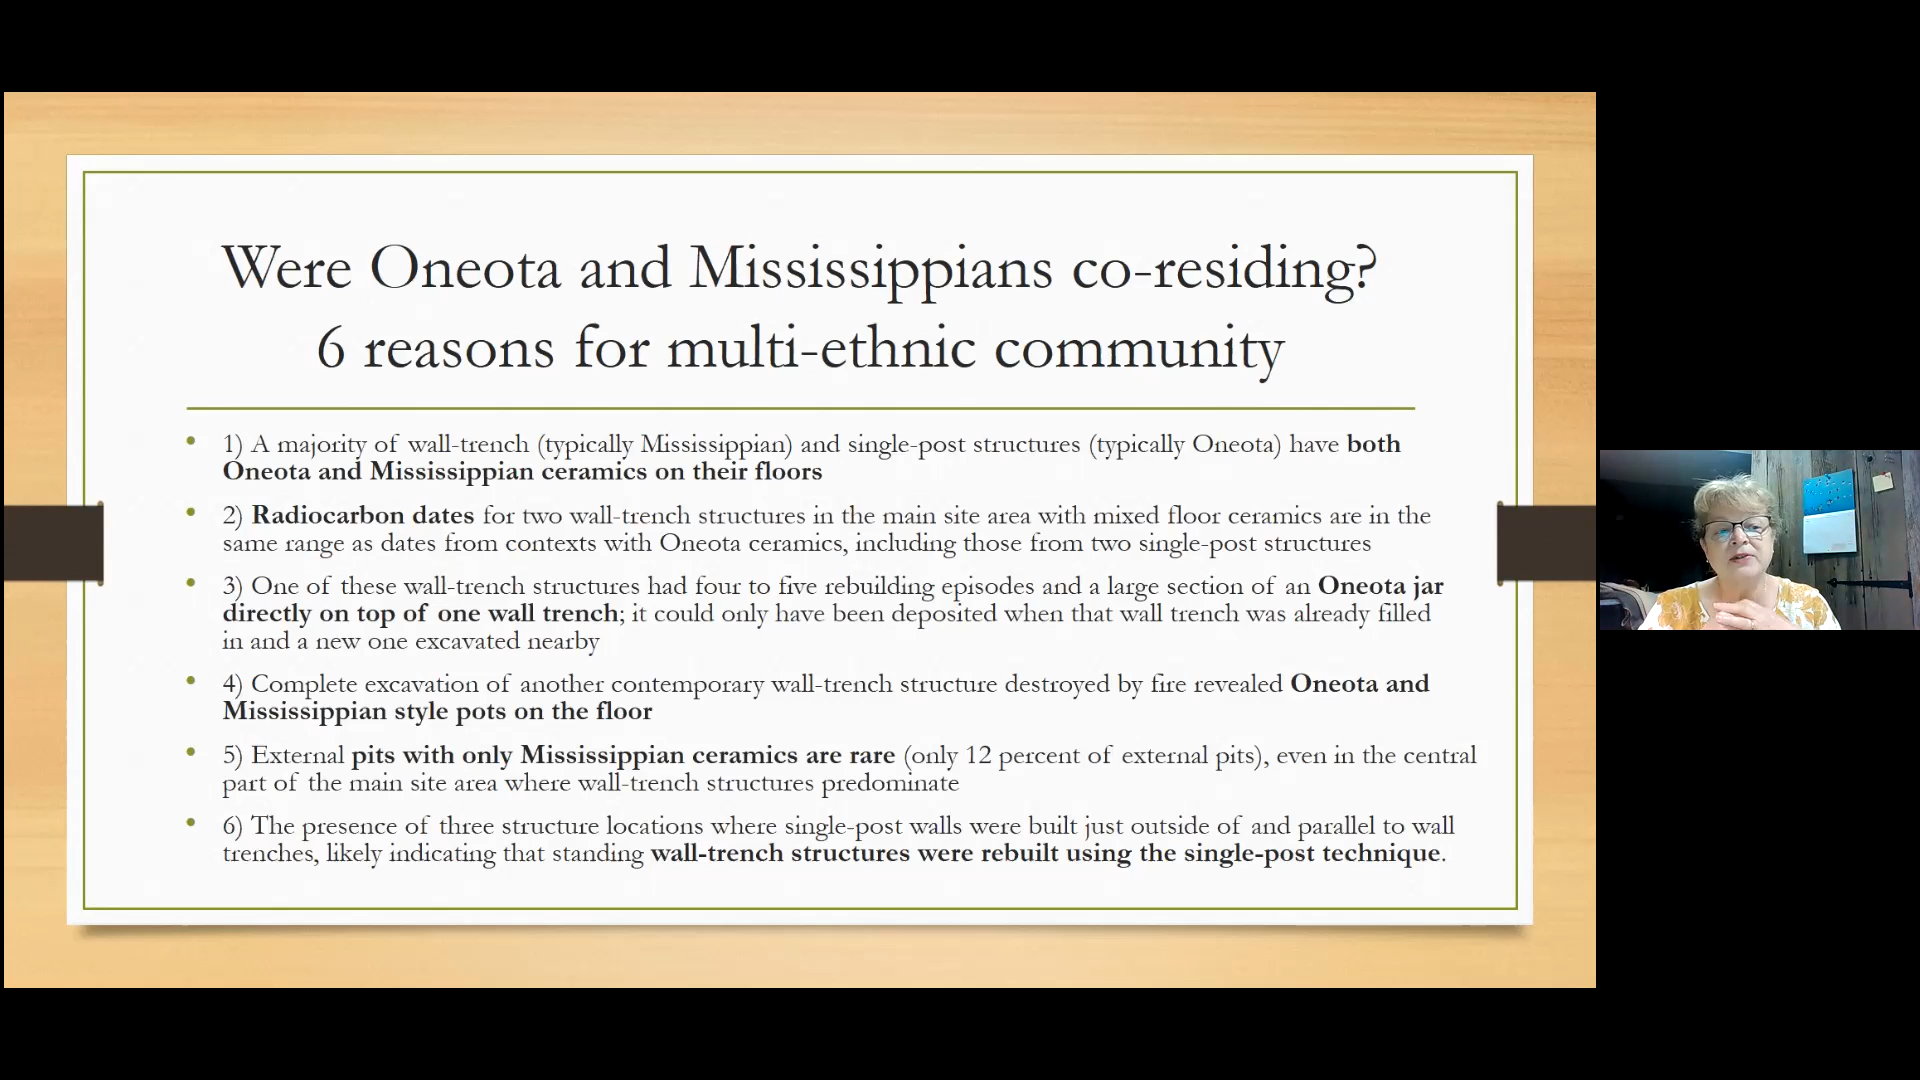 Were Oneota and Mississippians co-residing?
6 reasons for multi-ethnic community
• 1) A majority of wall-trench (typically Mississippian) and single-post structures (typically Oneota) have both
Oneota and Mississippian ceramics on their floors
• 2) Radiocarbon dates for two wall-trench structures in the main site area with mixed floor ceramics are in the
same range as dates from contexts with Oneota ceramics, including those from two single-post structures
• 3) One of these wall-trench structures had four to five rebuilding episodes and a large section of an Oneota jar
directly on top of one wall trench; it could only have been deposited when that wall trench was already filled
in and a new one excavated nearby
• 4) Complete excavation of another contemporary wall-trench structure destroyed by fire revealed Oneota and
Mississippian style pots on the floor
• 5) External pits with only Mississippian ceramics are rare (only 12 percent of external pits), even in the central
part of the main site area where wall-trench structures predominate
• 6) The presence of three structure locations where single-post walls were built just outside of and parallel to wall
trenches, likely indicating that standing wall-trench structures were rebuilt using the single-post technique.